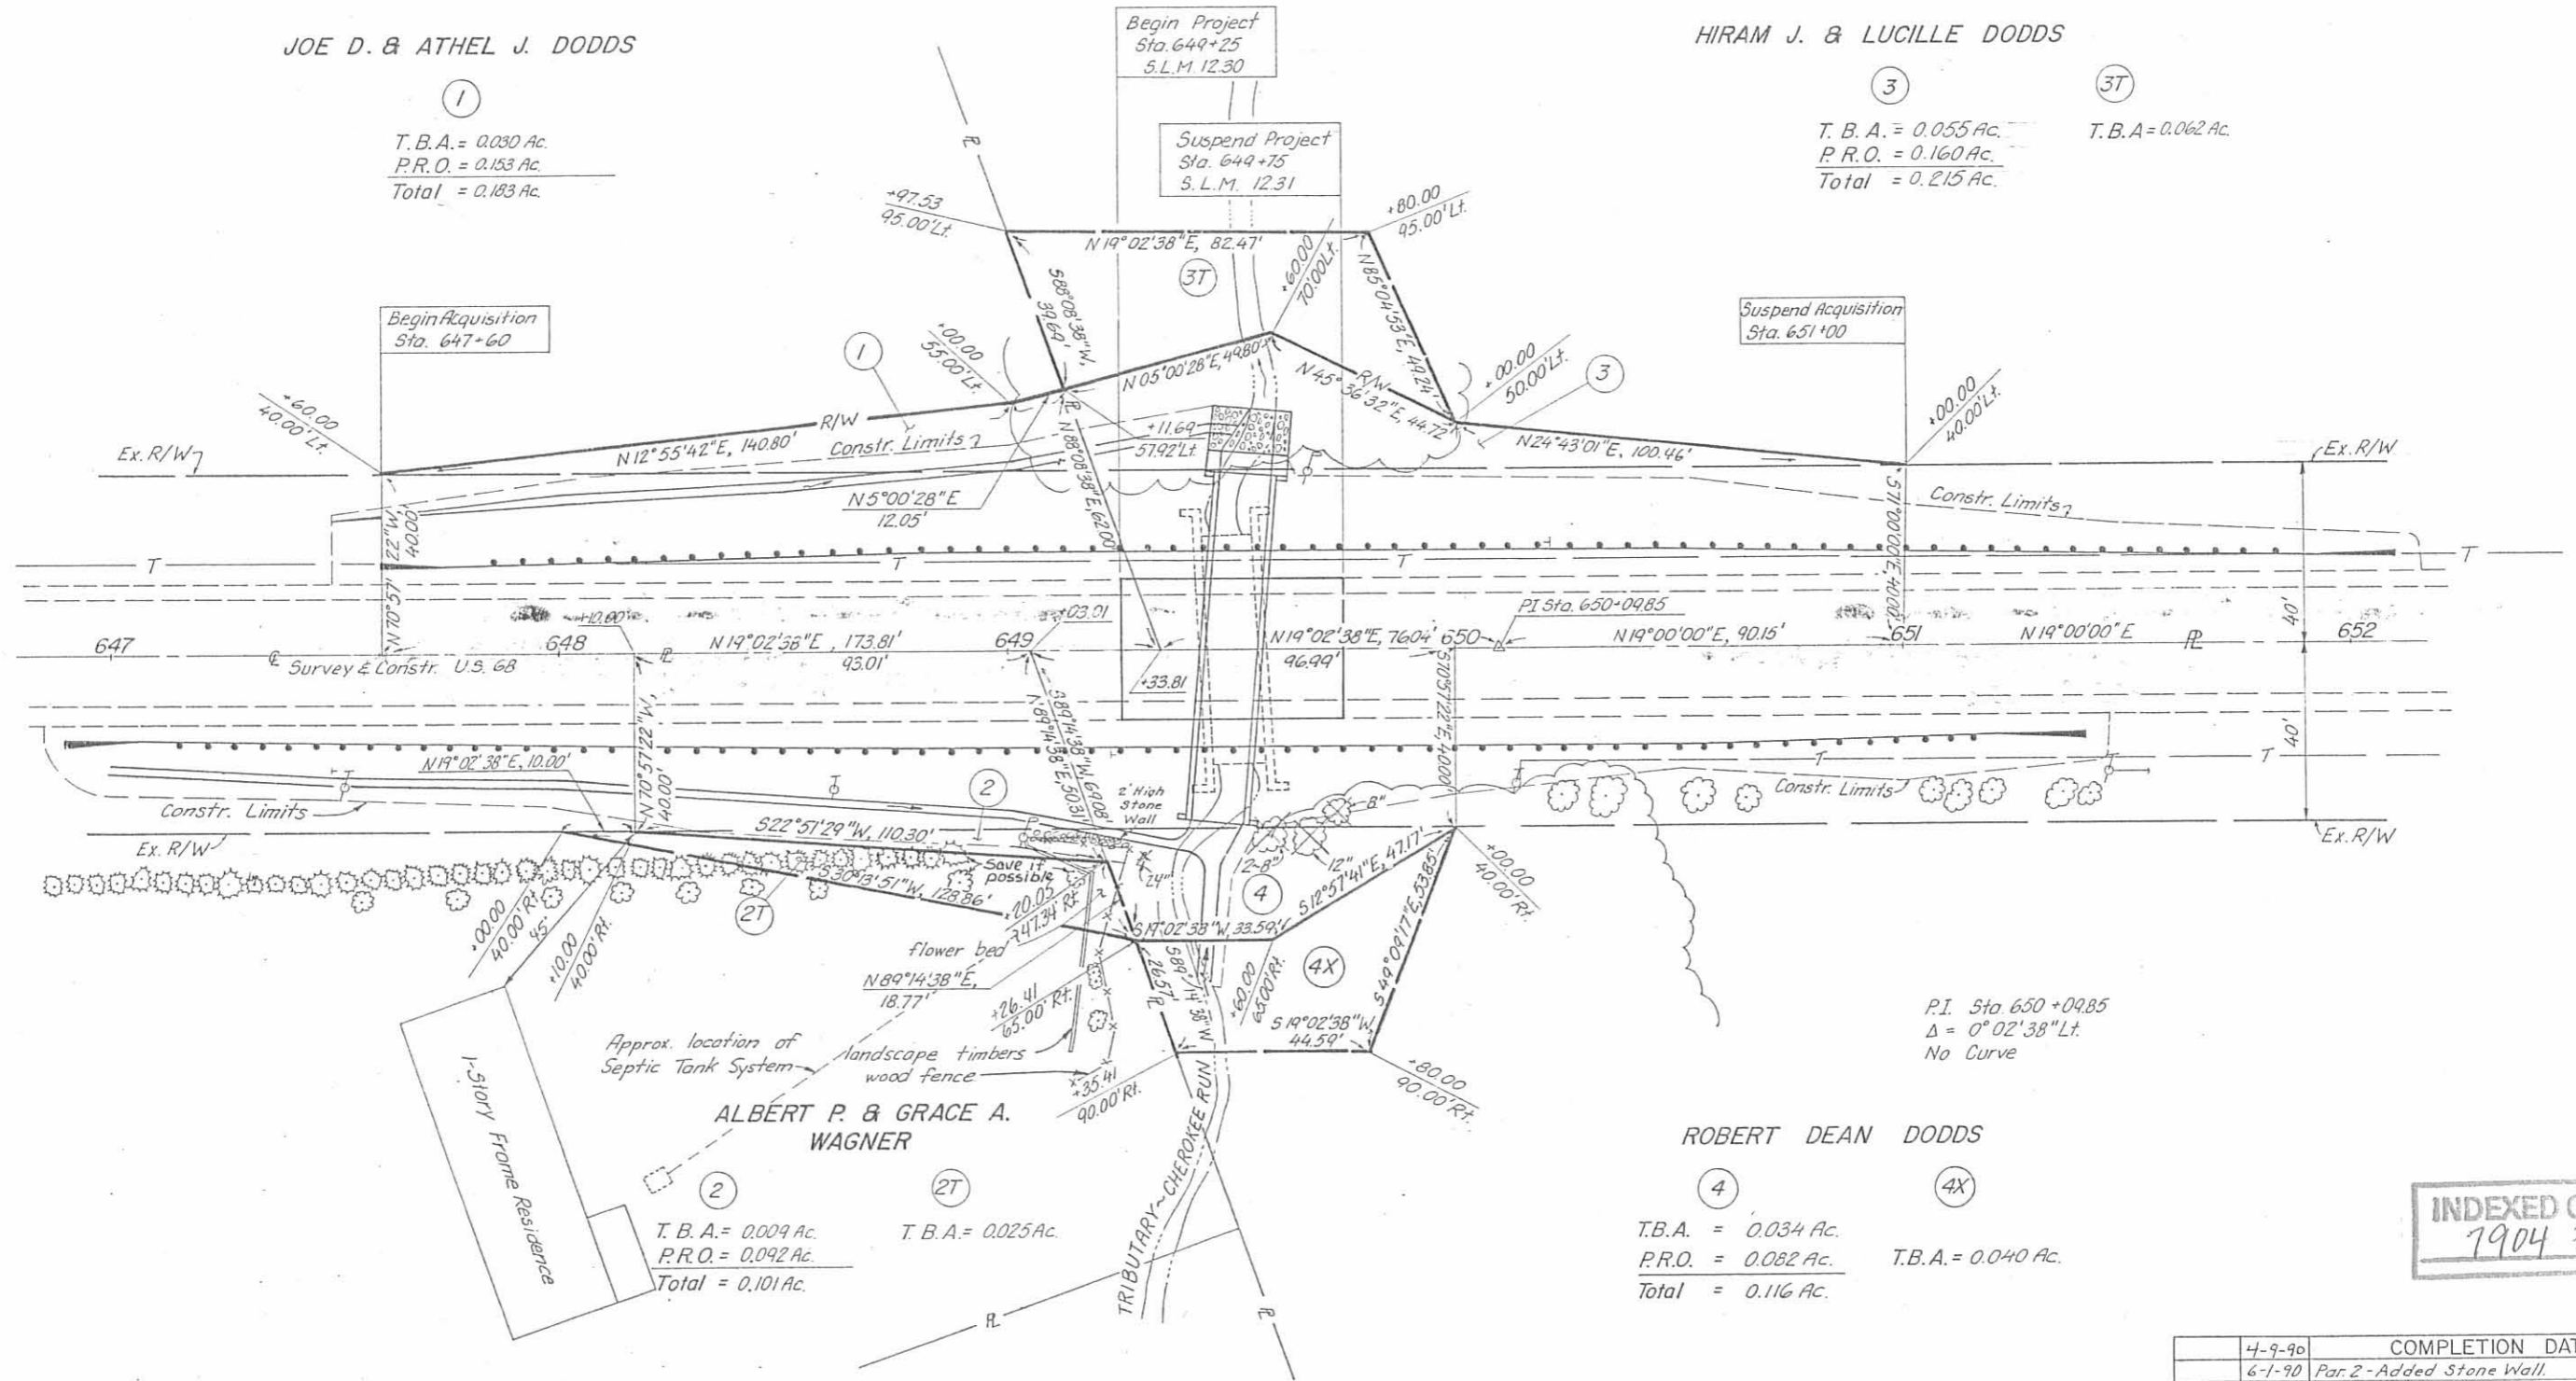 JOE D. & ATHEL J. DODDS
1
T.B.A. = 0.030 Ac.
P.R.O. = 0.153 Ac.
Total = 0.183 Ac.
Begin Project
Sta. 649+25
S.L.M. 12.30
Suspend Project
Sta. 649+75
S.L.M. 12.31
HIRAM J. & LUCILLE DODDS
3
3T
T. B. A. = 0.055 Ac.
T.B.A = 0.062 Ac.
P. R.O. = 0.160 Ac.
Total = 0.215 Ac.
℄
+97.53
95.00' Lt.
+80.00
95.00' Lt.
N 19°02'38"E, 82.47'
3T
+60.00
70.00' Lt.
S88°08'38"W,
39.69'
N85°04'53"E, 49.24'
Begin Acquisition
Sta. 647+60
Suspend Acquisition
Sta. 651+00
1
+00.00
55.00' Lt.
N 05°00'28"E, 49.80'
R/W
N 45°36'32"E, 44.72'
+00.00
50.00' Lt.
3
+60.00
40.00' Lt.
+00.00
40.00' Lt.
R/W
N 12°55'42"E, 140.80'
Constr. Limits
+11.69
57.92' Lt.
N 88°08'38"E, 62.00'
N24°43'01"E, 100.46'
Ex. R/W
Ex. R/W
N5°00'28"E
12.05'
Constr. Limits
40.00'
S71°00'00"E, 40.00'
T
T
T
T
+10.00
+03.01
PI Sta. 650+09.85
40'
647
648
N 19°02'38"E, 173.81'
93.01'
649
N 19°02'38"E, 76.04'
96.99'
650
N 19°00'00"E, 90.15'
651
N 19°00'00"E
652
℄ Survey & Constr. U.S. 68
+33.81
N70°57'22"W, 40.00'
S89°14'38"W, 69.08'
N89°14'38"E, 50.31'
S70°57'22"E, 40.00'
40'
N 19°02'38"E, 10.00'
T
T
Constr. Limits
2
2' High
Stone
Wall
8"
Constr. Limits
S22°51'29"W, 110.30'
Ex. R/W
Ex. R/W
Save if
possible
24"
2-8"
12"
S12°57'41"E, 47.17'
S30°13'51"W, 128.86'
2T
4
+00.00
40.00' Rt.
45'
+10.00
40.00' Rt.
+20.05
47.34' Rt.
flower bed
S 19°02'38"W, 33.59'
+00.00
40.00' Rt.
S 49°09'17"E, 53.85'
N89°14'38"E,
18.77'
+26.41
65.00' Rt.
S89°14'38"W
26.57'
+60.00
65.00' Rt.
4X
S 19°02'38"W,
44.59'
P.I. Sta. 650+09.85
Δ = 0°02'38" Lt.
No Curve
Approx. location of
Septic Tank System
landscape timbers
wood fence
+35.41
90.00' Rt.
+80.00
90.00' Rt.
1-Story Frame Residence
ALBERT P. & GRACE A.
WAGNER
TRIBUTARY~CHEROKEE RUN
2
2T
T. B. A. = 0.009 Ac.
T. B. A. = 0.025 Ac.
P.R.O. = 0.092 Ac.
Total = 0.101 Ac.
ROBERT DEAN DODDS
4
4X
T.B.A. = 0.034 Ac.
P.R.O. = 0.082 Ac.
T.B.A. = 0.040 Ac.
Total = 0.116 Ac.
INDEXED
7904
4-9-90 COMPLETION DAT
6-1-90 Par. 2 - Added Stone Wall.